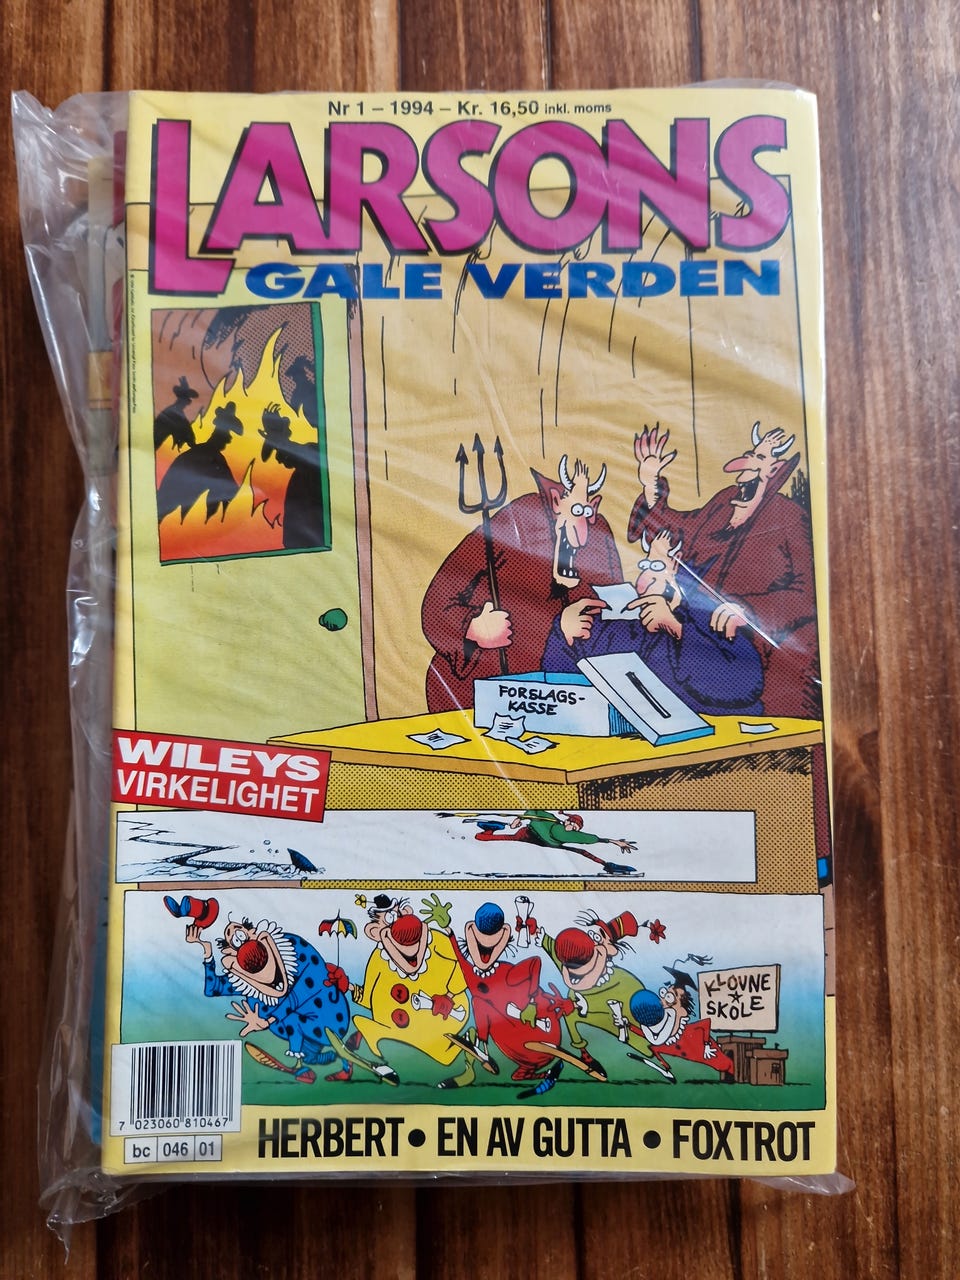 Nr 1 – 1994 – Kr. 16,50 inkl. moms
LARSONS
GALE VERDEN
FORSLAGS-
KASSE
WILEYS
VIRKELIGHET
KLOVNE
SKOLE
7 023060 810467
bc 046 01
HERBERT • EN AV GUTTA • FOXTROT